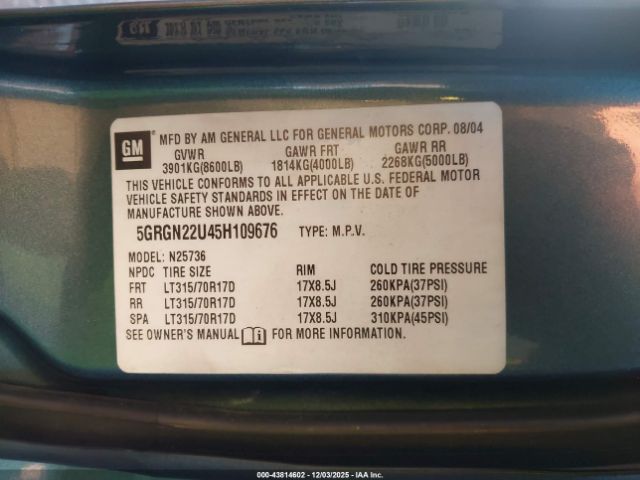 GM
MFD BY AM GENERAL LLC FOR GENERAL MOTORS CORP. 08/04
GVWR GAWR FRT GAWR RR
3901KG(8600LB) 1814KG(4000LB) 2268KG(5000LB)
THIS VEHICLE CONFORMS TO ALL APPLICABLE U.S. FEDERAL MOTOR
VEHICLE SAFETY STANDARDS IN EFFECT ON THE DATE OF
MANUFACTURE SHOWN ABOVE.
5GRGN22U45H109676 TYPE: M.P.V.
MODEL: N25736
NPDC TIRE SIZE RIM COLD TIRE PRESSURE
FRT LT315/70R17D 17X8.5J 260KPA(37PSI)
RR LT315/70R17D 17X8.5J 260KPA(37PSI)
SPA LT315/70R17D 17X8.5J 310KPA(45PSI)
SEE OWNER'S MANUAL FOR MORE INFORMATION.
000-43814602 - 12/03/2025 - IAA Inc.